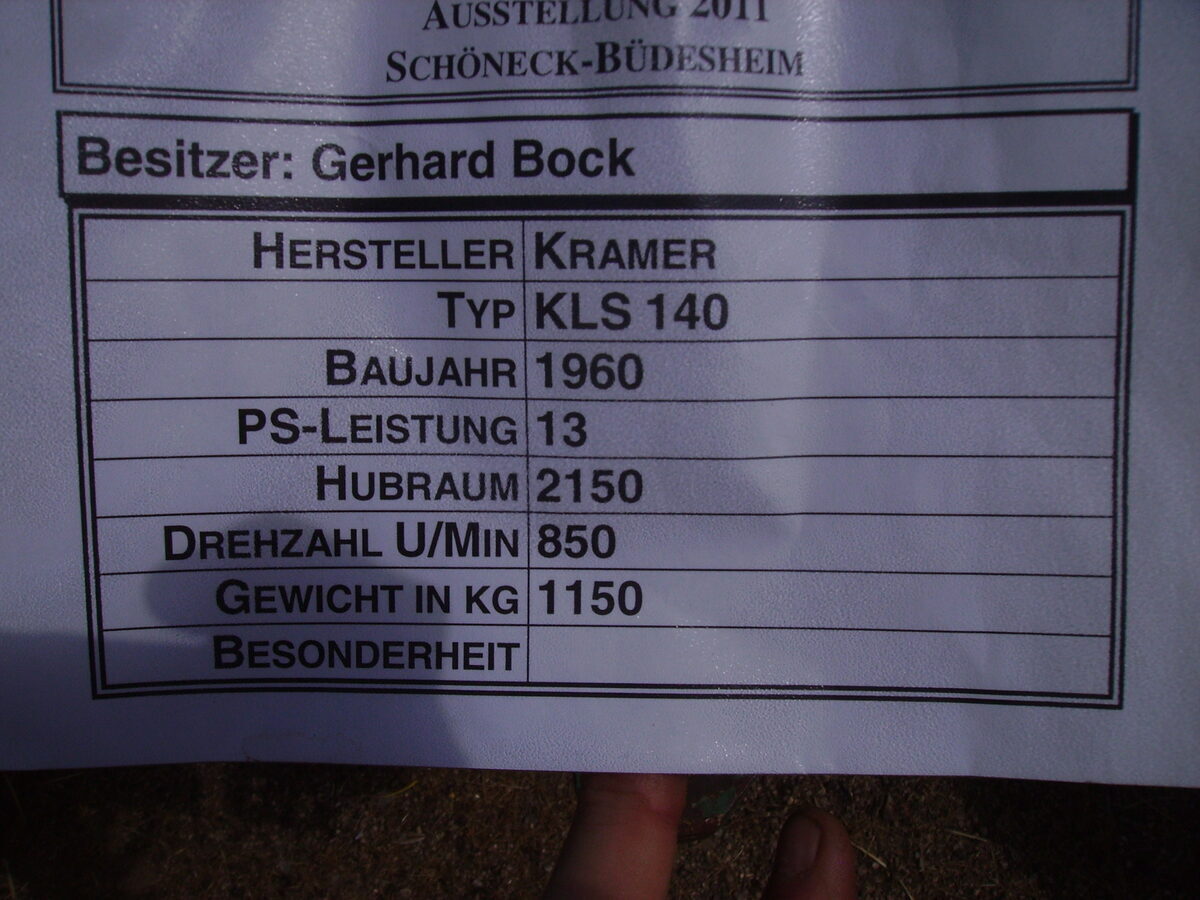 AUSSTELLUNG 2011
SCHÖNECK-BÜDESHEIM
Besitzer: Gerhard Bock
HERSTELLER KRAMER
TYP KLS 140
BAUJAHR 1960
PS-LEISTUNG 13
HUBRAUM 2150
DREHZAHL U/MIN 850
GEWICHT IN KG 1150
BESONDERHEIT